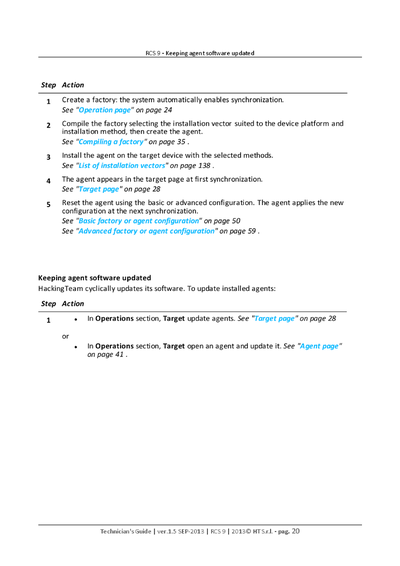 RCS 9 - Keeping agent software updated
Step Action
1 Create a factory: the system automatically enables synchronization.
See "Operation page" on page 24
2 Compile the factory selecting the installation vector suited to the device platform and
installation method, then create the agent.
See "Compiling a factory" on page 35 .
3 Install the agent on the target device with the selected methods.
See "List of installation vectors" on page 138 .
4 The agent appears in the target page at first synchronization.
See "Target page" on page 28
5 Reset the agent using the basic or advanced configuration. The agent applies the new
configuration at the next synchronization.
See "Basic factory or agent configuration" on page 50
See "Advanced factory or agent configuration" on page 59 .
Keeping agent software updated
HackingTeam cyclically updates its software. To update installed agents:
Step Action
1 • In Operations section, Target update agents. See "Target page" on page 28
or
• In Operations section, Target open an agent and update it. See "Agent page"
on page 41 .
Technician's Guide | ver.1.5 SEP-2013 | RCS 9 | 2013© HT S.r.l. - pag. 20